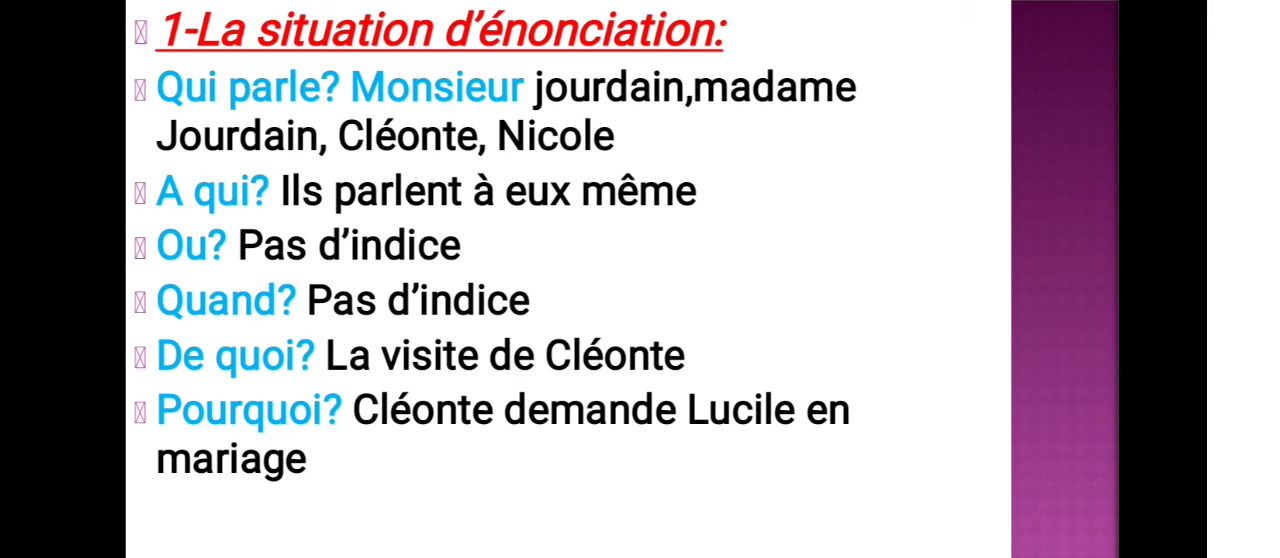 1-La situation d’énonciation:
Qui parle? Monsieur jourdain,madame
Jourdain, Cléonte, Nicole
A qui? Ils parlent à eux même
Ou? Pas d’indice
Quand? Pas d’indice
De quoi? La visite de Cléonte
Pourquoi? Cléonte demande Lucile en
mariage